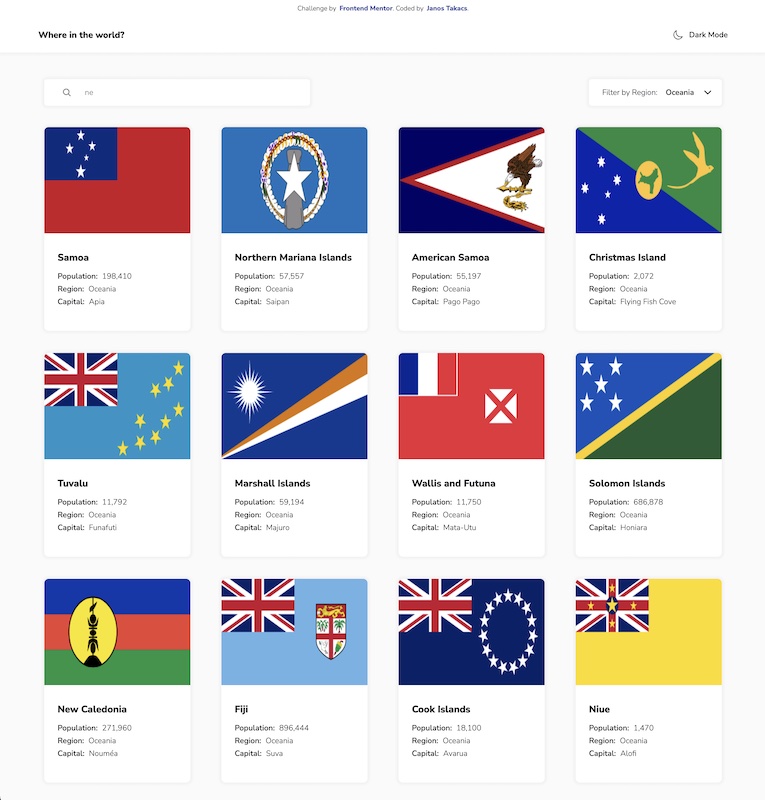 Challenge by Frontend Mentor. Coded by Janos Takacs.
Where in the world?
Dark Mode
ne
Filter by Region: Oceania
Samoa
Population: 198,410
Region: Oceania
Capital: Apia
Northern Mariana Islands
Population: 57,557
Region: Oceania
Capital: Saipan
American Samoa
Population: 55,197
Region: Oceania
Capital: Pago Pago
Christmas Island
Population: 2,072
Region: Oceania
Capital: Flying Fish Cove
Tuvalu
Population: 11,792
Region: Oceania
Capital: Funafuti
Marshall Islands
Population: 59,194
Region: Oceania
Capital: Majuro
Wallis and Futuna
Population: 11,750
Region: Oceania
Capital: Mata-Utu
Solomon Islands
Population: 686,878
Region: Oceania
Capital: Honiara
New Caledonia
Population: 271,960
Region: Oceania
Capital: Nouméa
Fiji
Population: 896,444
Region: Oceania
Capital: Suva
Cook Islands
Population: 18,100
Region: Oceania
Capital: Avarua
Niue
Population: 1,470
Region: Oceania
Capital: Alofi